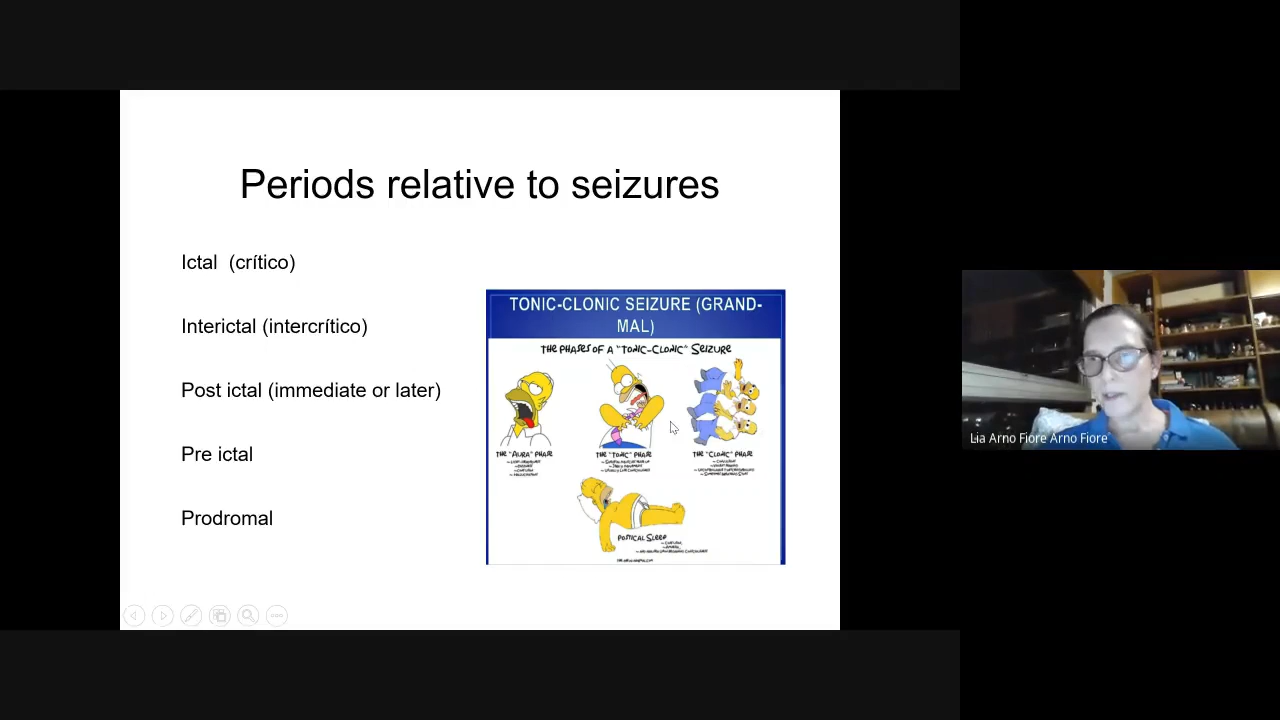 Periods relative to seizures
Ictal (crítico)
Interictal (intercrítico)
Post ictal (immediate or later)
Pre ictal
Prodromal
TONIC-CLONIC SEIZURE (GRAND-
MAL)
THE PHASES OF A "TONIC-CLONIC" SEIZURE
THE "AURA" PHASE
THE "TONIC" PHASE
THE "CLONIC" PHASE
POSTICAL SLEEP
Lia Arno Fiore Arno Fiore